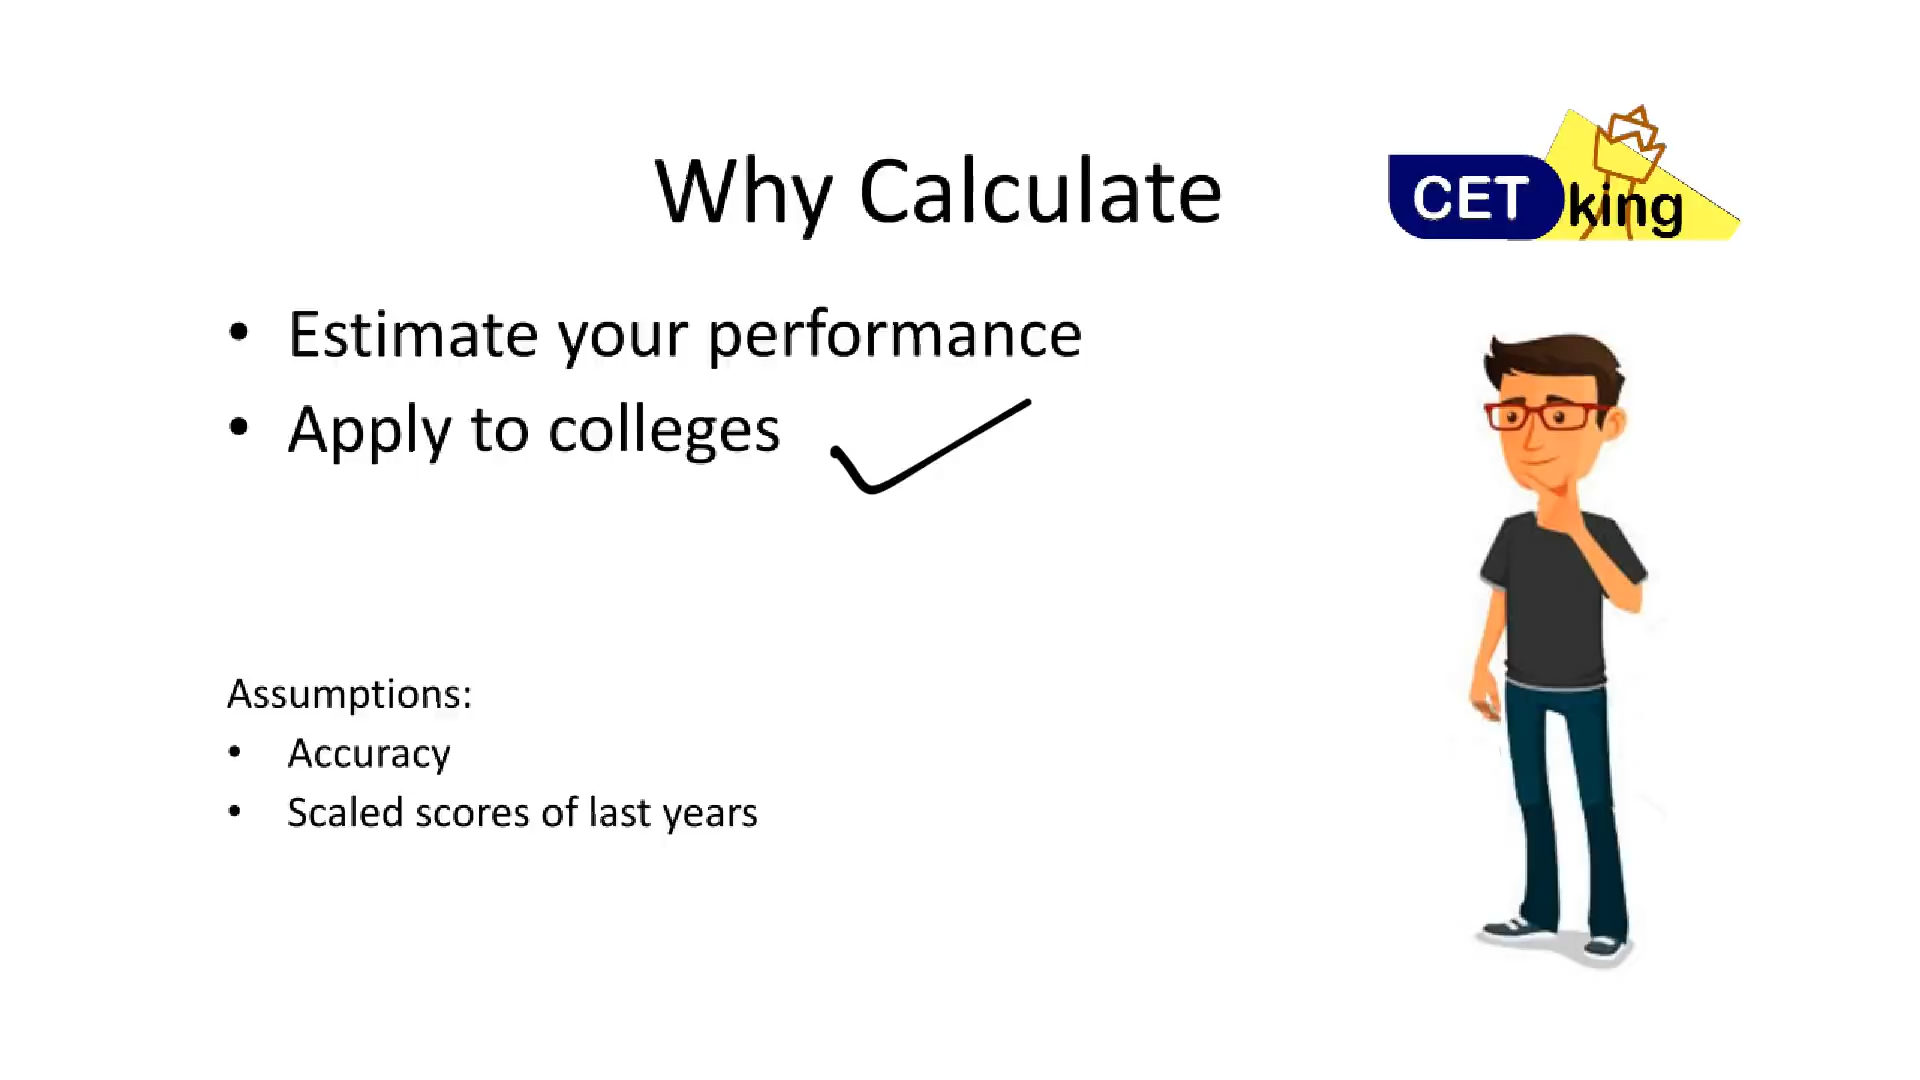 Why Calculate
CET king
• Estimate your performance
• Apply to colleges
Assumptions:
• Accuracy
• Scaled scores of last years